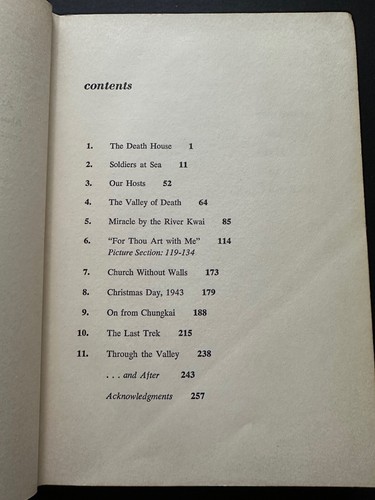 contents
1. The Death House 1
2. Soldiers at Sea 11
3. Our Hosts 52
4. The Valley of Death 64
5. Miracle by the River Kwai 85
6. "For Thou Art with Me" 114
Picture Section: 119-134
7. Church Without Walls 173
8. Christmas Day, 1943 179
9. On from Chungkai 188
10. The Last Trek 215
11. Through the Valley 238
. . . and After 243
Acknowledgments 257